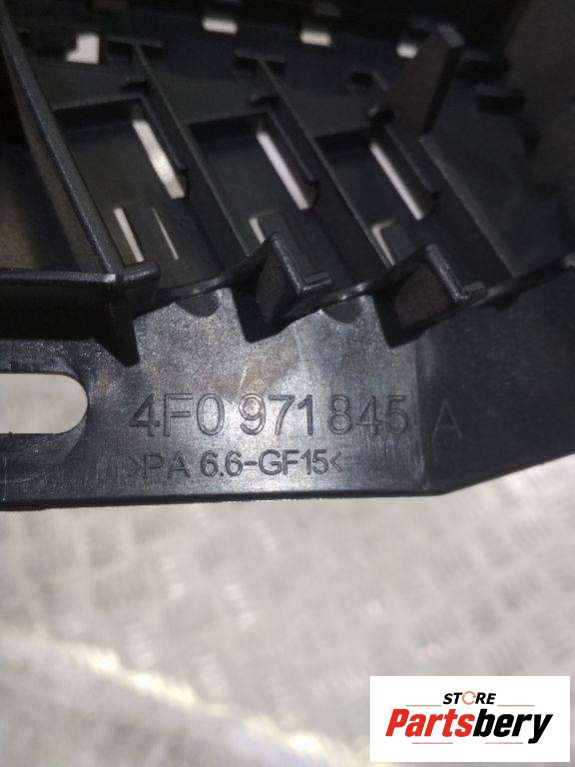 4F0 971 845 A
>PA 6.6-GF15<
STORE
Partsbery